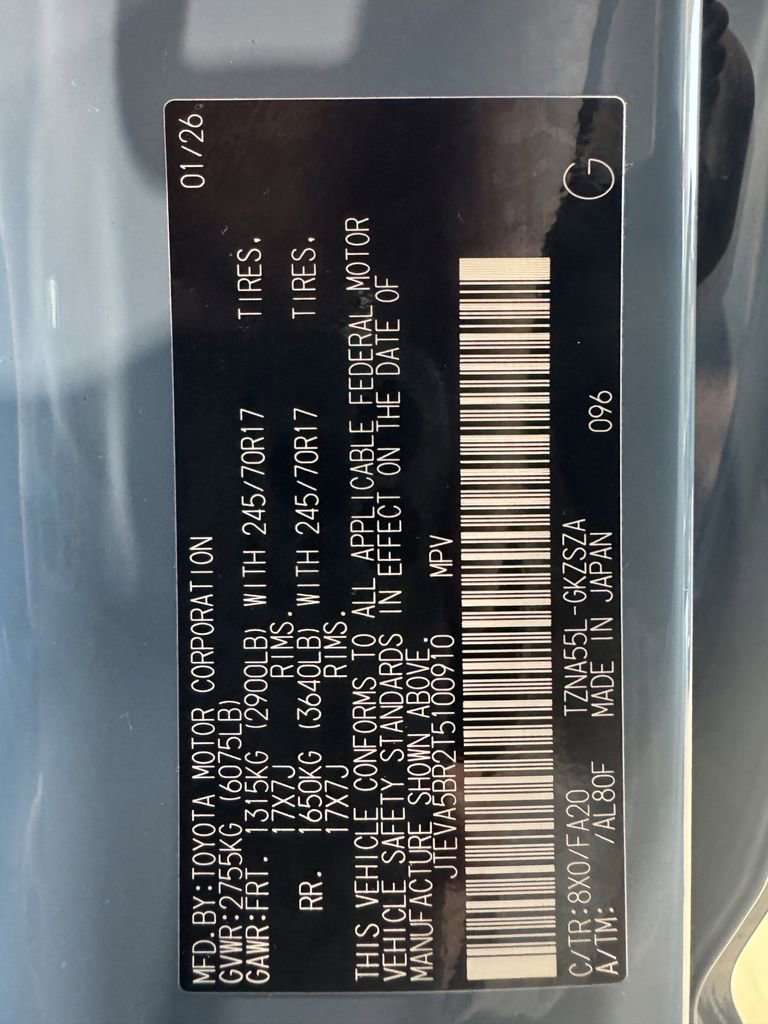 MFD.BY:TOYOTA MOTOR CORPORATION 01/26
GVWR:2755KG (6075LB)
GAWR:FRT. 1315KG (2900LB) WITH 245/70R17 TIRES,
17X7J RIMS.
RR. 1650KG (3640LB) WITH 245/70R17 TIRES,
17X7J RIMS.
THIS VEHICLE CONFORMS TO ALL APPLICABLE FEDERAL MOTOR
VEHICLE SAFETY STANDARDS IN EFFECT ON THE DATE OF
MANUFACTURE SHOWN ABOVE.
JTEVA5BR2T5100910 MPV
C/TR:8X0/FA20 TZNA55L-GKZSZA
A/TM: /AL80F MADE IN JAPAN 096 G